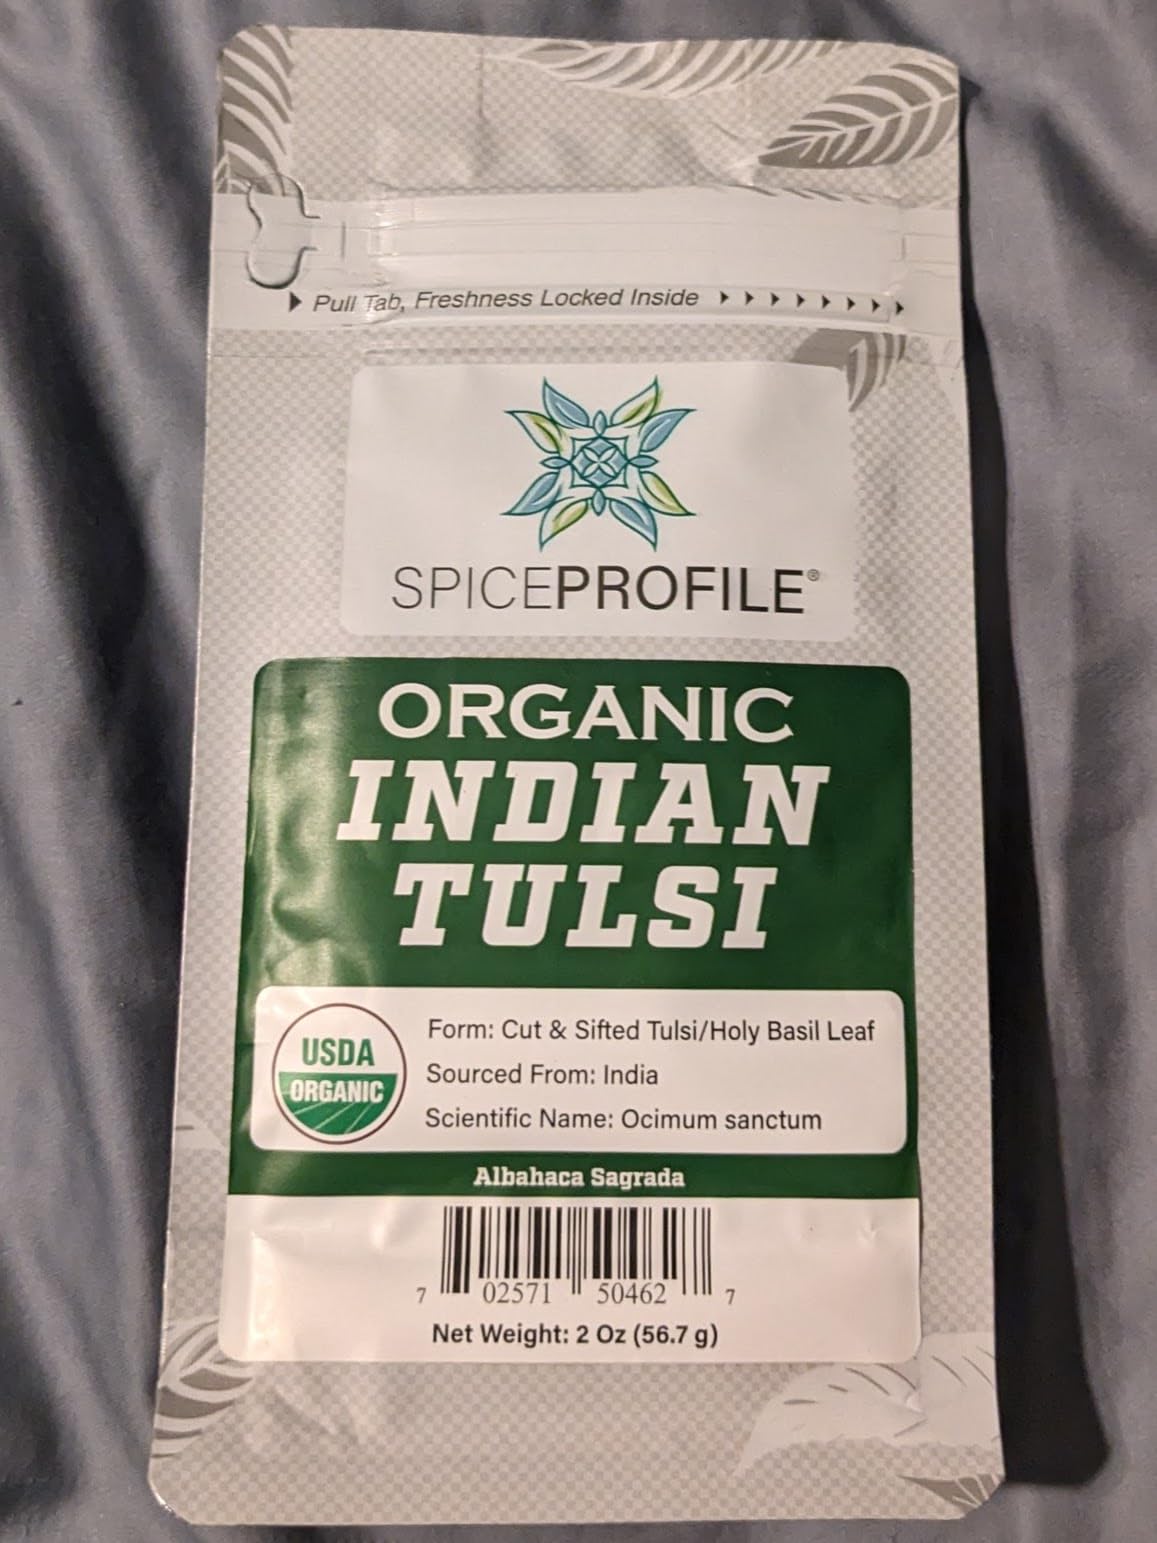 Pull Tab, Freshness Locked Inside
SPICEPROFILE®
ORGANIC
INDIAN
TULSI
USDA
ORGANIC
Form: Cut & Sifted Tulsi/Holy Basil Leaf
Sourced From: India
Scientific Name: Ocimum sanctum
Albahaca Sagrada
7 02571 50462 7
Net Weight: 2 Oz (56.7 g)